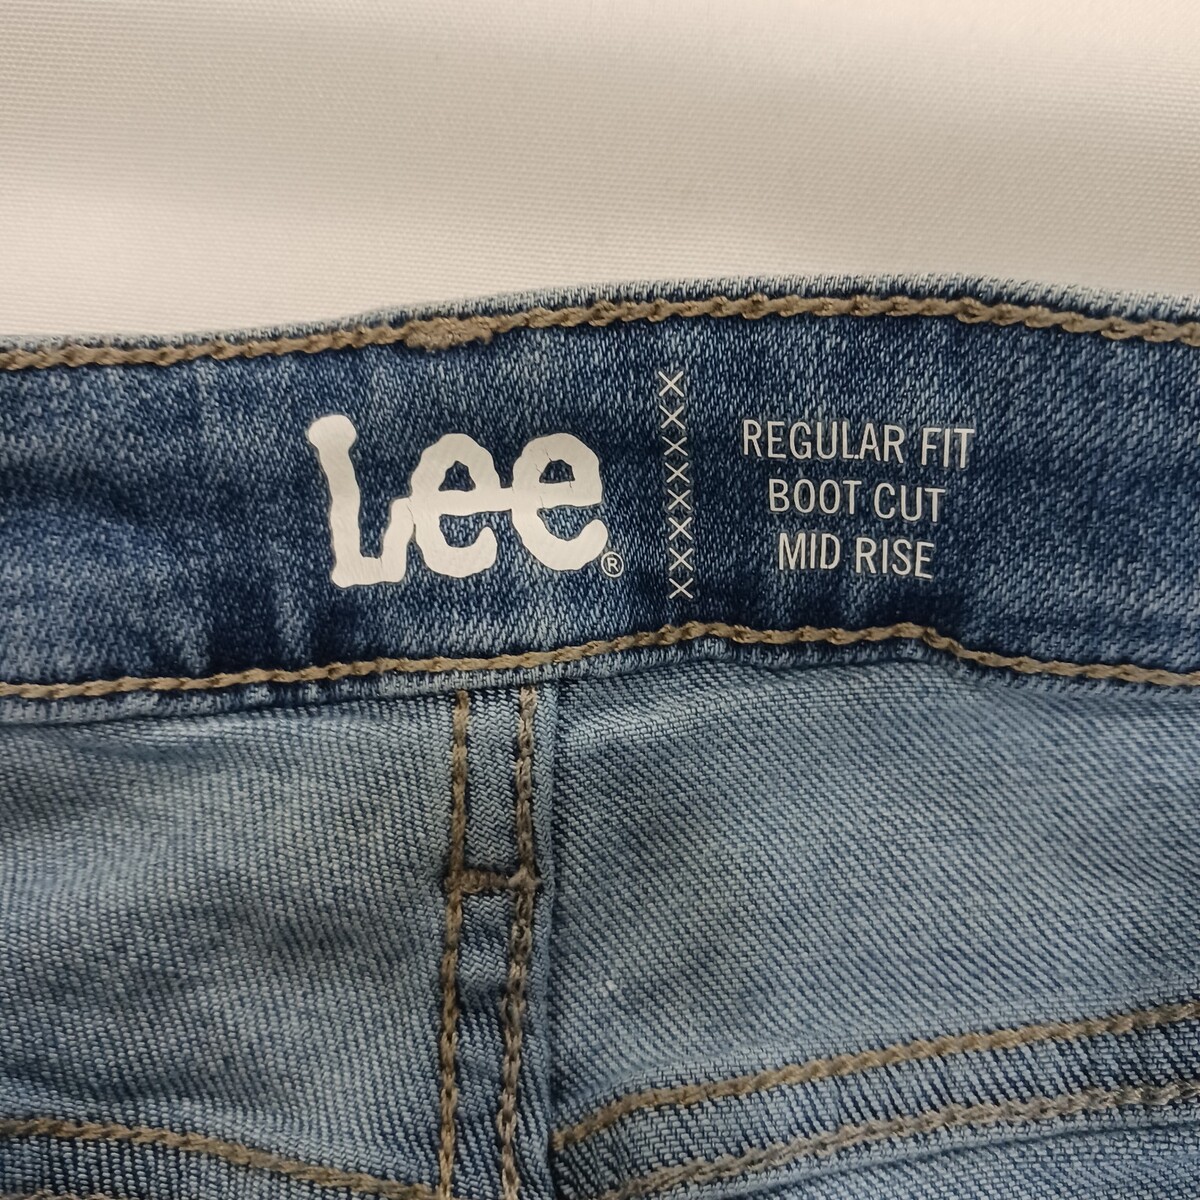 Lee®
REGULAR FIT
BOOT CUT
MID RISE